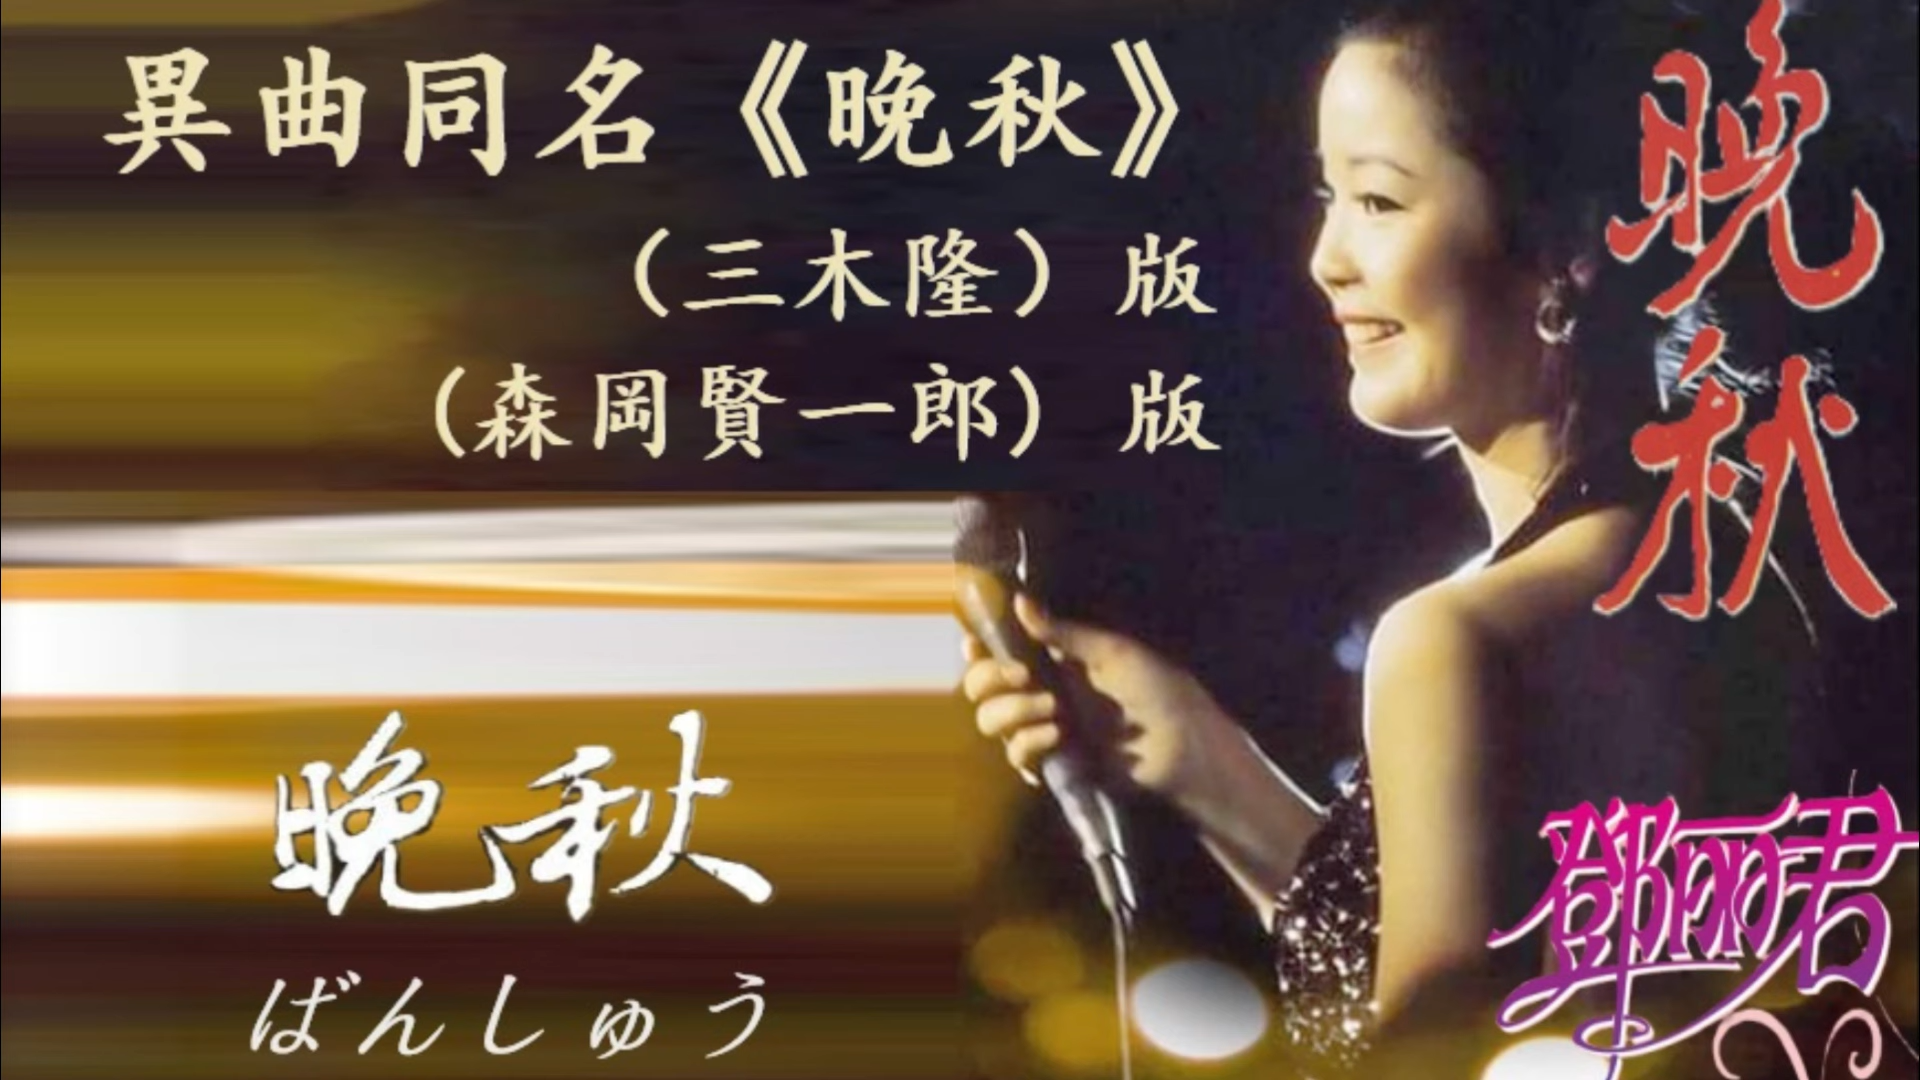 異曲同名《晚秋》
（三木隆）版
（森岡賢一郎）版
晚秋
晚秋
ばんしゅう
鄧丽君